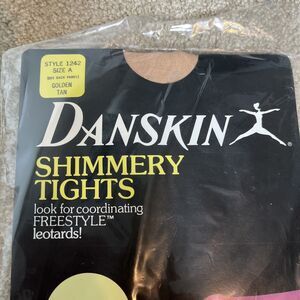 STYLE 1242
SIZE A
GOLDEN
TAN
DANSKIN®
SHIMMERY
TIGHTS
look for coordinating
FREESTYLE™
leotards!